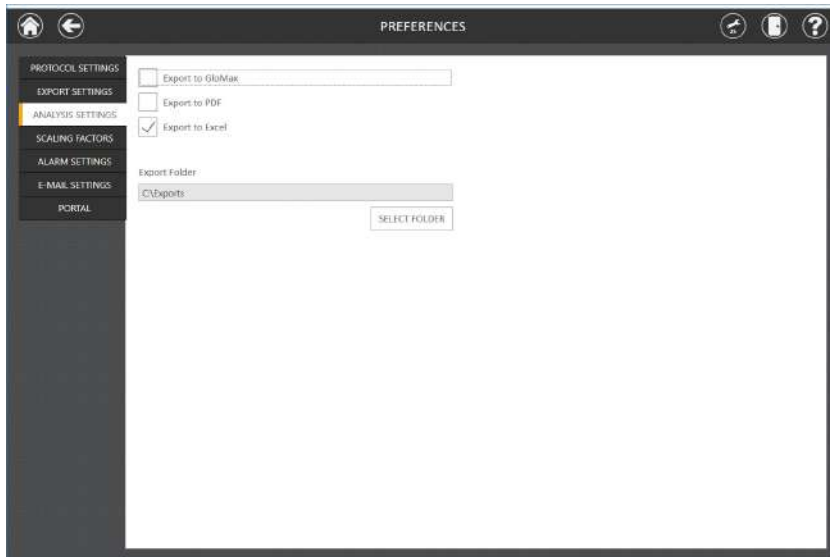 PREFERENCES
PROTOCOL SETTINGS
EXPORT SETTINGS
ANALYSIS SETTINGS
SCALING FACTORS
ALARM SETTINGS
E-MAIL SETTINGS
PORTAL
Export to GloMax
Export to PDF
Export to Excel
Export Folder
C:\Exports
SELECT FOLDER
?